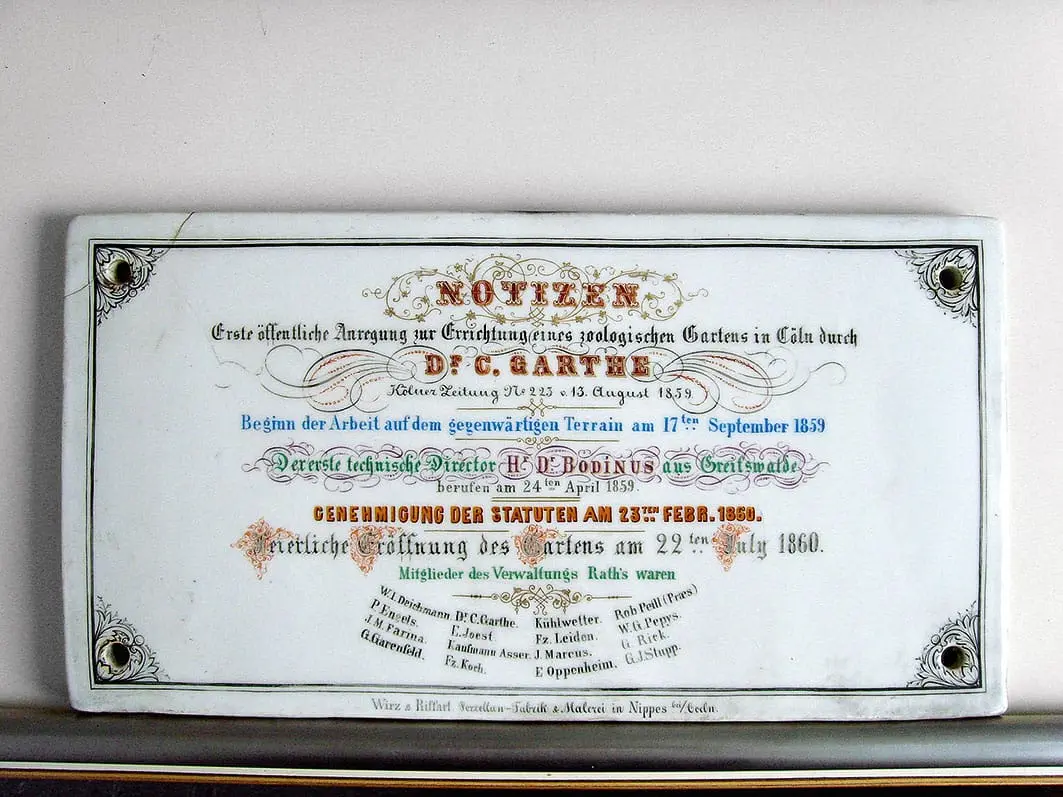 NOTIZEN
Erste öffentliche Anregung zur Errichtung eines zoologischen Gartens in Cöln durch
Dr. C. GARTHE
Kölner Zeitung No 223 v. 13. August 1859
Beginn der Arbeit auf dem gegenwärtigen Terrain am 17ten September 1859
Der erste technische Director Hr Dr BODINUS aus Greifswalde
berufen am 24ten April 1859.
GENEHMIGUNG DER STATUTEN AM 23TEN FEBR. 1860.
Feierliche Eröffnung des Gartens am 22ten July 1860.
Mitglieder des Verwaltungs Rath's waren
W. L. Deichmann Dr. C. Garthe. Kühlwetter. Rob Peill (Præs)
P. Engels. E. Joest. Fz. Leiden. W. G. Pepys.
J. M. Farina. Kaufmann Asser. J. Marcus. G. Rick.
G. Garenfeld. Fz. Koch. E Oppenheim. G. J. Stupp.
Wirz & Riffart Porzellan-Fabrik & Malerei in Nippes bei/Coeln.